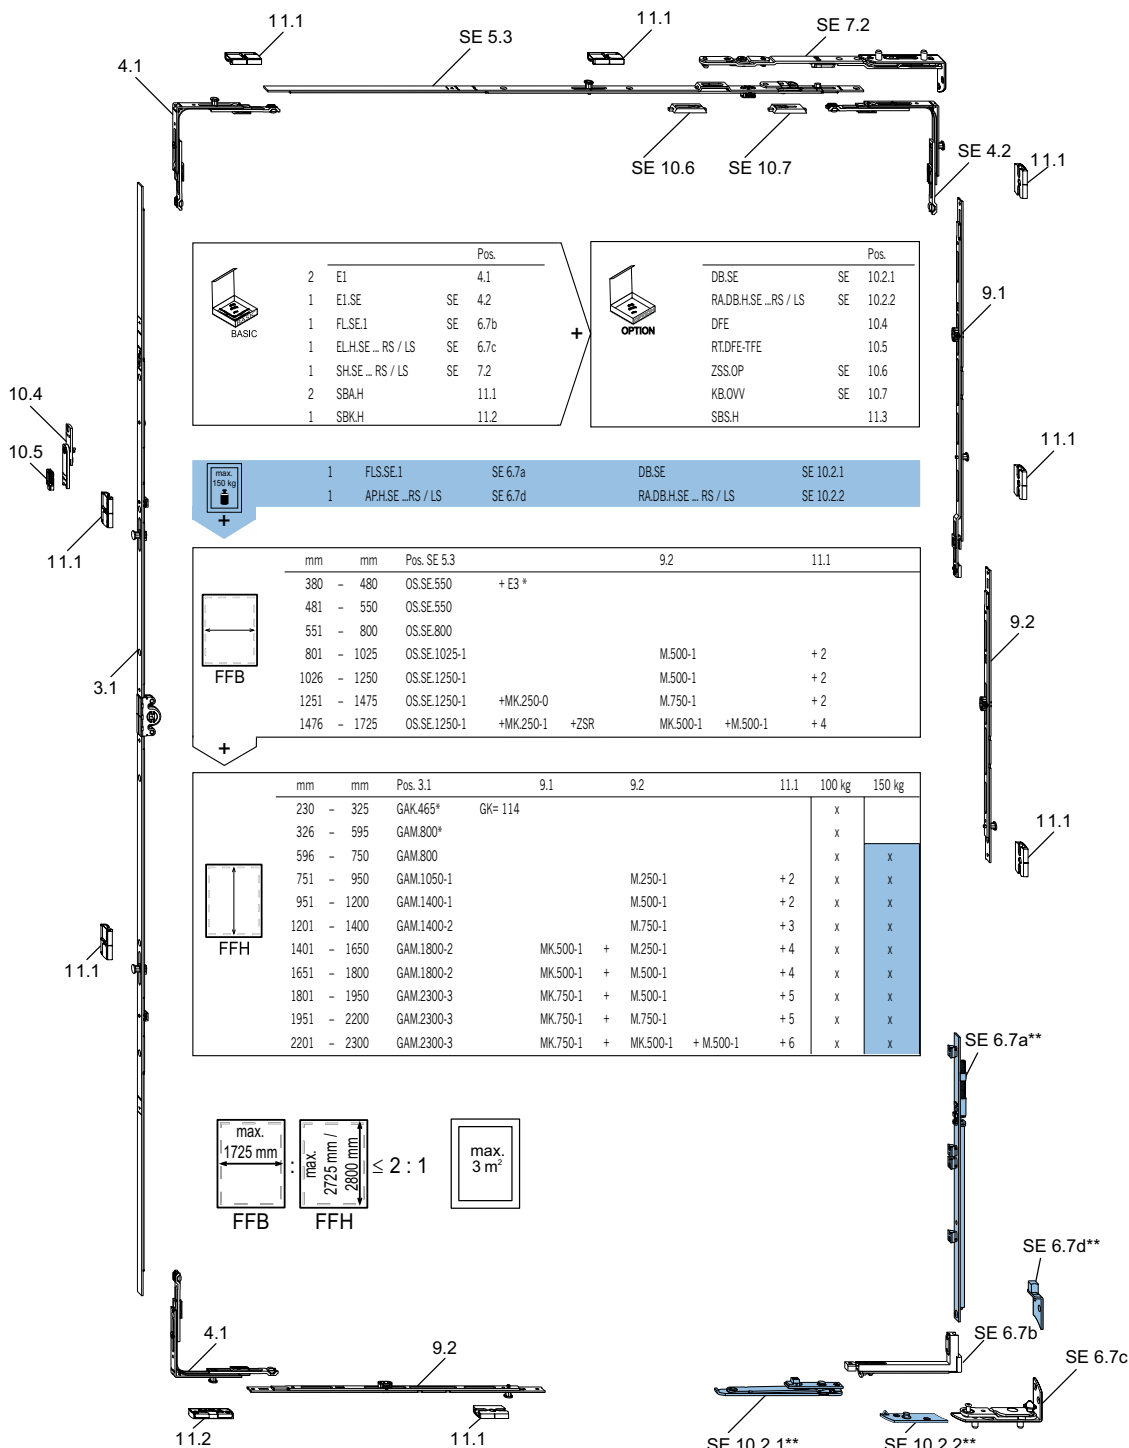 11.1
SE 5.3
11.1
SE 7.2
4.1
SE 10.6
SE 10.7
SE 4.2
11.1
Pos.
2 E1 4.1
1 E1.SE SE 4.2
1 FL.SE.1 SE 6.7b
1 EL.H.SE ... RS / LS SE 6.7c
1 SH.SE ... RS / LS SE 7.2
2 SBA.H 11.1
1 SBK.H 11.2
BASIC
+
Pos.
DB.SE SE 10.2.1
RA.DB.H.SE ...RS / LS SE 10.2.2
DFE 10.4
RT.DFE-TFE 10.5
ZSS.OP SE 10.6
KB.OVV SE 10.7
SBS.H 11.3
OPTION
9.1
10.4
10.5
11.1
11.1
max.
150 kg
+
1 FLS.SE.1 SE 6.7a DB.SE SE 10.2.1
1 AP.H.SE ...RS / LS SE 6.7d RA.DB.H.SE ... RS / LS SE 10.2.2
mm mm Pos. SE 5.3 9.2 11.1
380 – 480 OS.SE.550 + E3 *
481 – 550 OS.SE.550
551 – 800 OS.SE.800
801 – 1025 OS.SE.1025-1 M.500-1 + 2
1026 – 1250 OS.SE.1250-1 M.500-1 + 2
1251 – 1475 OS.SE.1250-1 +MK.250-0 M.750-1 + 2
1476 – 1725 OS.SE.1250-1 +MK.250-1 +ZSR MK.500-1 +M.500-1 + 4
FFB
+
9.2
3.1
mm mm Pos. 3.1 9.1 9.2 11.1 100 kg 150 kg
230 – 325 GAK.465* GK= 114 x
326 – 595 GAM.800* x
596 – 750 GAM.800 x x
751 – 950 GAM.1050-1 M.250-1 + 2 x x
951 – 1200 GAM.1400-1 M.500-1 + 2 x x
1201 – 1400 GAM.1400-2 M.750-1 + 3 x x
1401 – 1650 GAM.1800-2 MK.500-1 + M.250-1 + 4 x x
1651 – 1800 GAM.1800-2 MK.500-1 + M.500-1 + 4 x x
1801 – 1950 GAM.2300-3 MK.750-1 + M.500-1 + 5 x x
1951 – 2200 GAM.2300-3 MK.750-1 + M.750-1 + 5 x x
2201 – 2300 GAM.2300-3 MK.750-1 + MK.500-1 + M.500-1 + 6 x x
FFH
11.1
11.1
SE 6.7a**
max.
1725 mm
FFB
:
max.
2725 mm /
2800 mm
FFH
≤ 2 : 1
max.
3 m²
SE 6.7d**
SE 6.7b
SE 6.7c
4.1
9.2
11.2
11.1
SE 10.2.1**
SE 10.2.2**